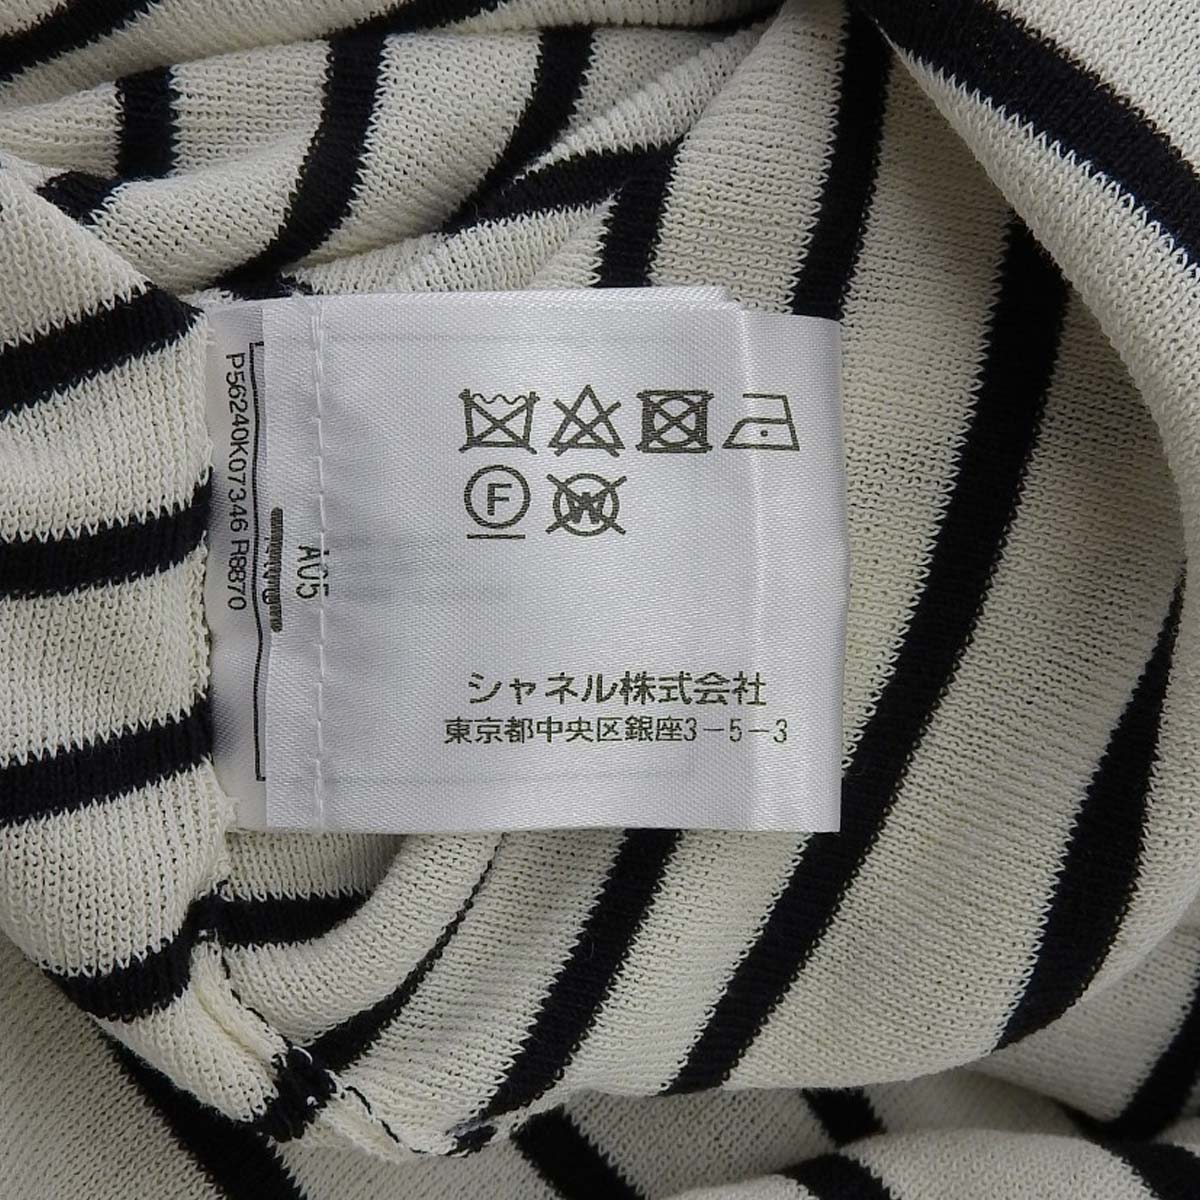 P56240K07346 R8870
A05
F
W
シャネル株式会社
東京都中央区銀座3-5-3